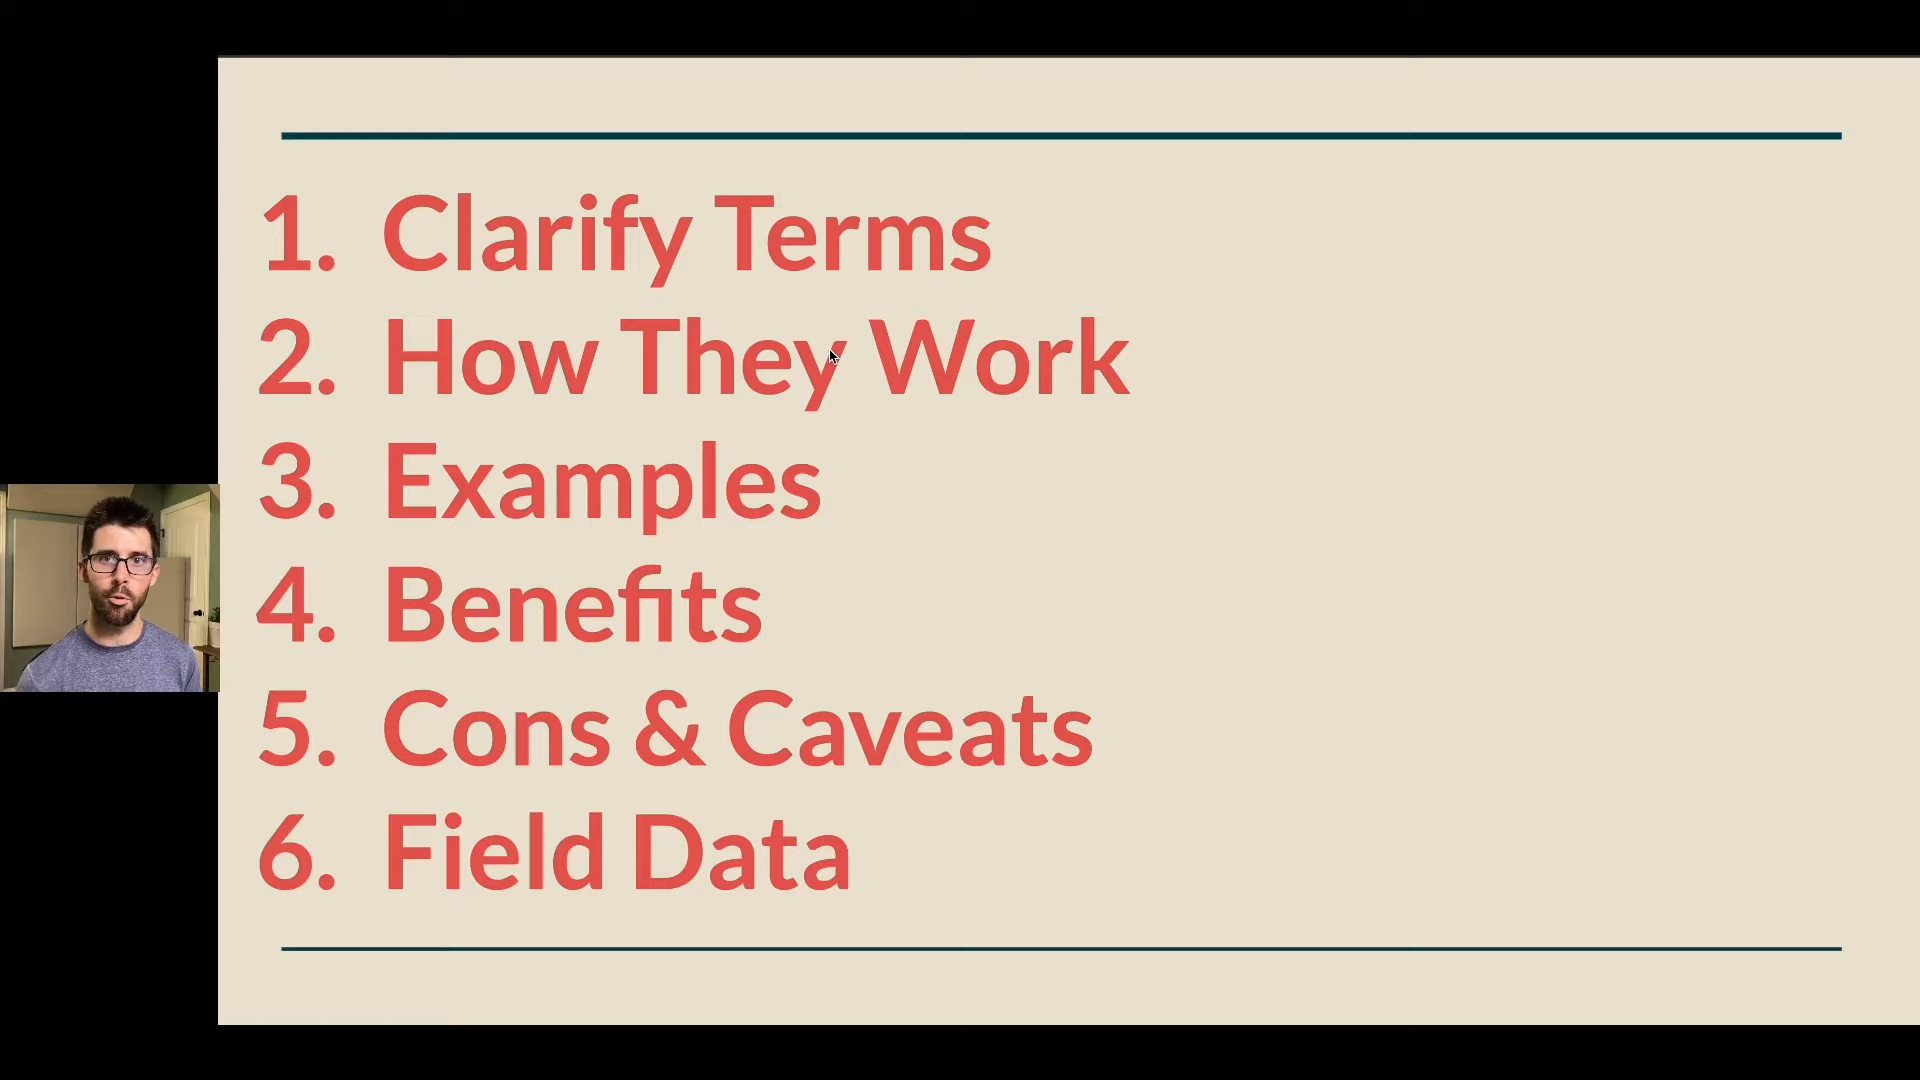 1. Clarify Terms
2. How They Work
3. Examples
4. Benefits
5. Cons & Caveats
6. Field Data